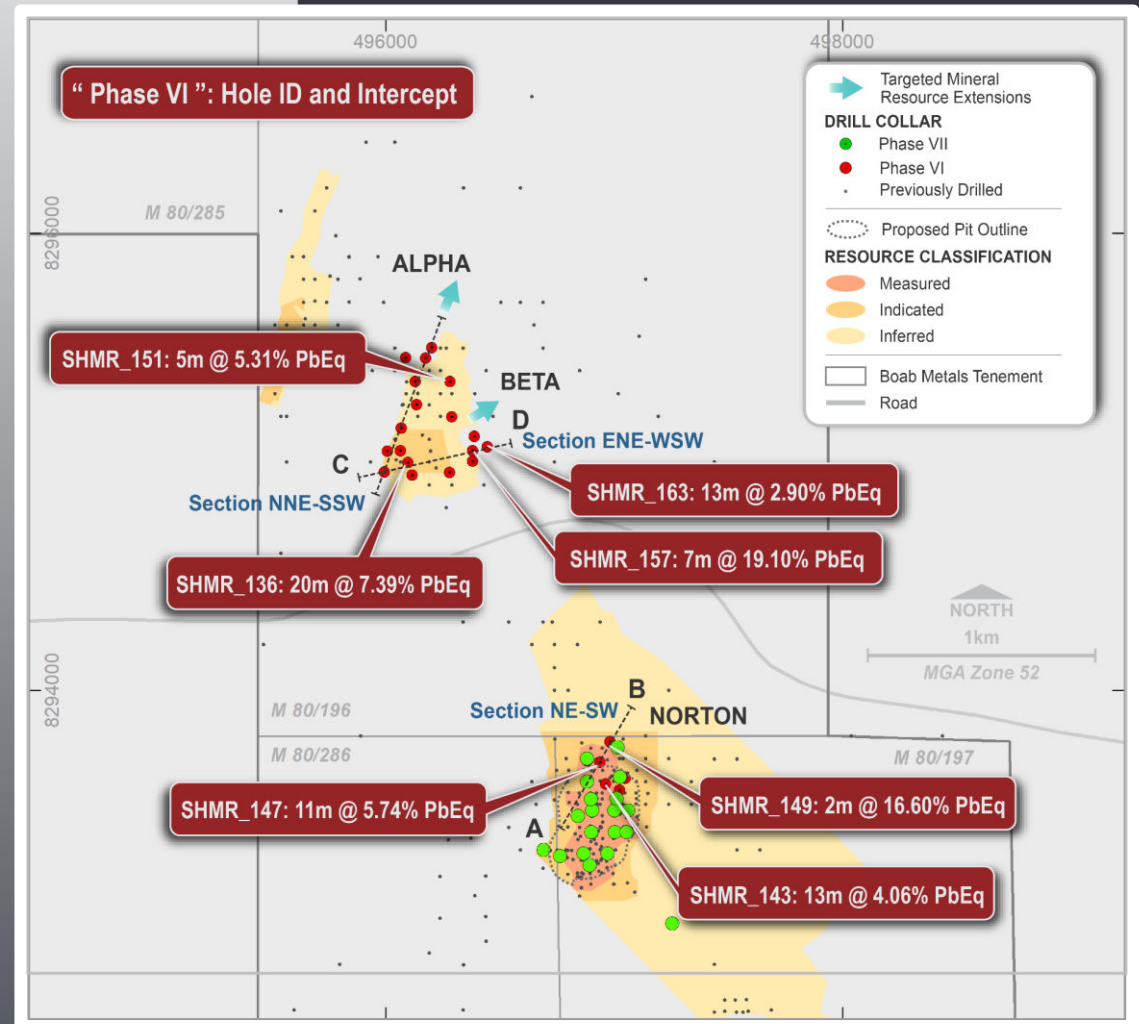 496000
498000
“ Phase VI ”: Hole ID and Intercept
Targeted Mineral
Resource Extensions
DRILL COLLAR
Phase VII
Phase VI
Previously Drilled
Proposed Pit Outline
RESOURCE CLASSIFICATION
Measured
Indicated
Inferred
Boab Metals Tenement
Road
M 80/285
8296000
ALPHA
SHMR_151: 5m @ 5.31% PbEq
BETA
D
Section ENE-WSW
C
Section NNE-SSW
SHMR_163: 13m @ 2.90% PbEq
SHMR_157: 7m @ 19.10% PbEq
SHMR_136: 20m @ 7.39% PbEq
NORTH
1km
MGA Zone 52
8294000
B
Section NE-SW
NORTON
M 80/196
M 80/286
M 80/197
SHMR_147: 11m @ 5.74% PbEq
SHMR_149: 2m @ 16.60% PbEq
A
SHMR_143: 13m @ 4.06% PbEq